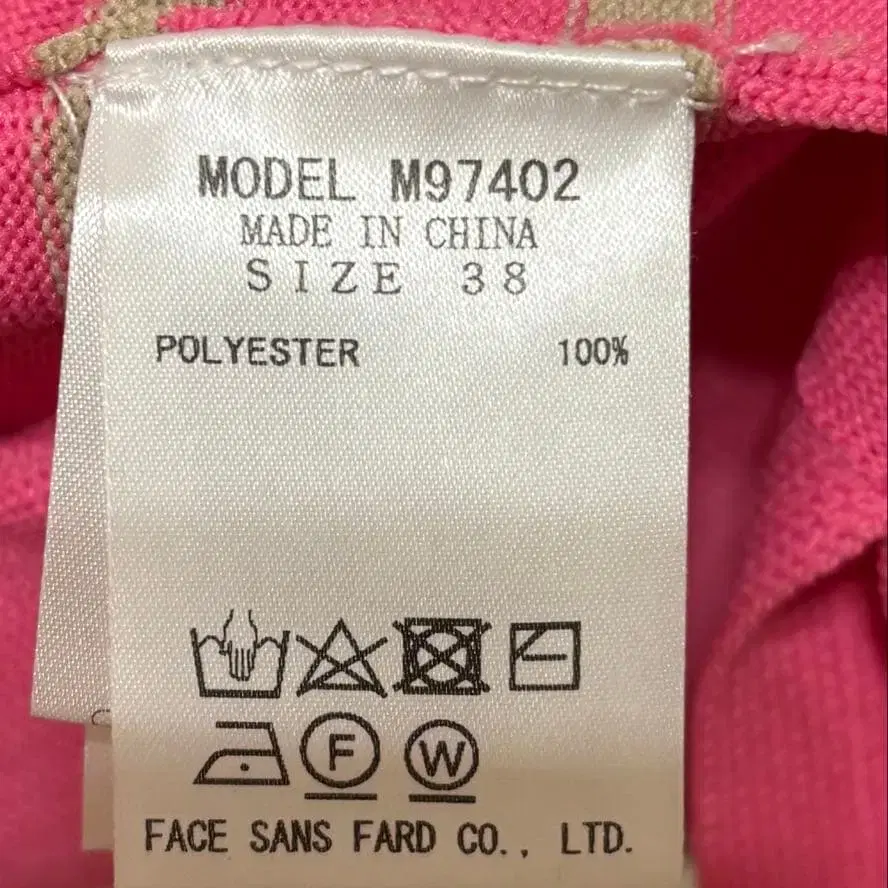 MODEL M97402
MADE IN CHINA
SIZE 38
POLYESTER 100%
F W
FACE SANS FARD CO., LTD.